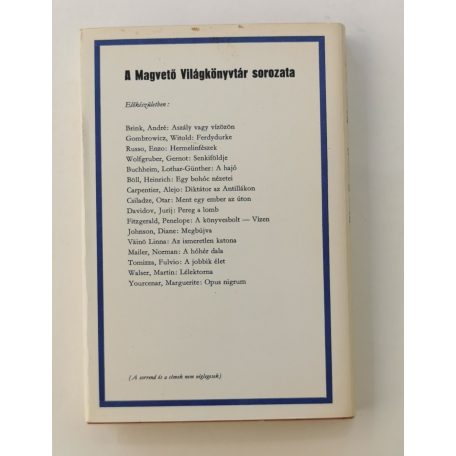 A Magvető Világkönyvtár sorozata
Előkészületben:
Brink, André: Aszály vagy vízözön
Gombrowicz, Witold: Ferdydurke
Russo, Enzo: Hermelinfészek
Wolfgruber, Gernot: Senkiföldje
Buchheim, Lothar-Günther: A hajó
Böll, Heinrich: Egy bohóc nézetei
Carpentier, Alejo: Diktátor az Antillákon
Csiladze, Otar: Ment egy ember az úton
Davidov, Jurij: Pereg a lomb
Fitzgerald, Penelope: A könyvesbolt — Vízen
Johnson, Diane: Megbújva
Väinö Linna: Az ismeretlen katona
Mailer, Norman: A hóhér dala
Tomizza, Fulvio: A jobbik élet
Walser, Martin: Lélektorna
Yourcenar, Marguerite: Opus nigrum
(A sorrend és a címek nem véglegesek)